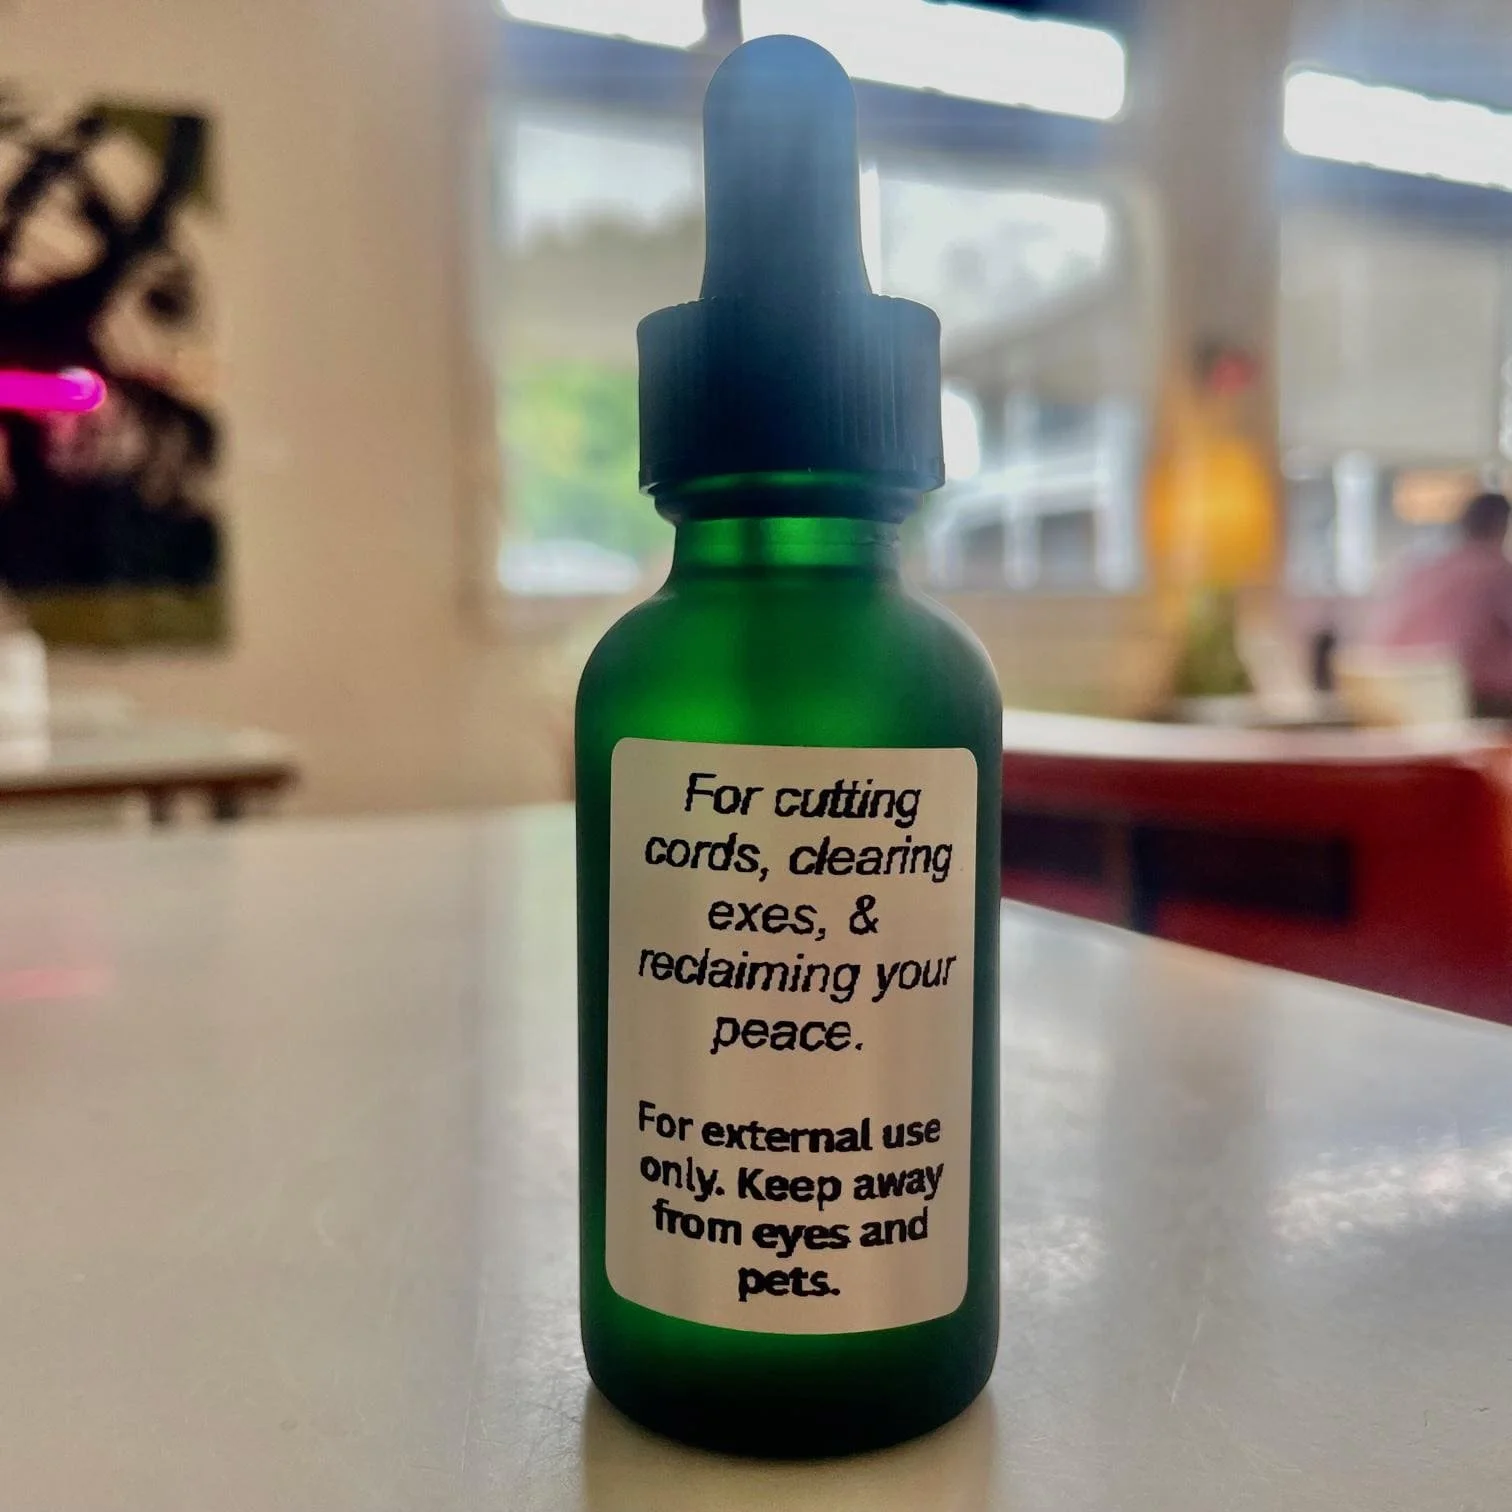 For cutting
cords, clearing
exes, &
reclaiming your
peace.
For external use
only. Keep away
from eyes and
pets.